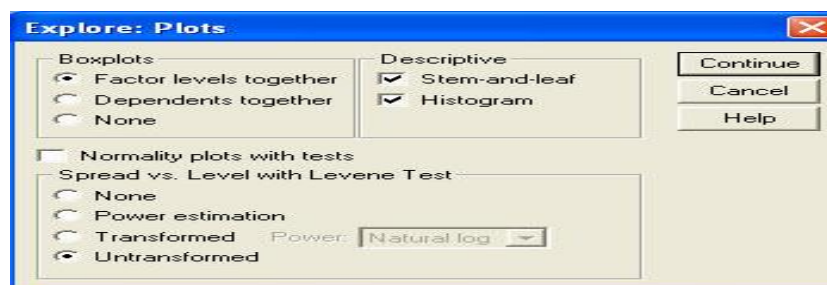 Explore: Plots
Boxplots
Factor levels together
Dependents together
None
Descriptive
Stem-and-leaf
Histogram
Continue
Cancel
Help
Normality plots with tests
Spread vs. Level with Levene Test
None
Power estimation
Transformed Power: Natural log
Untransformed